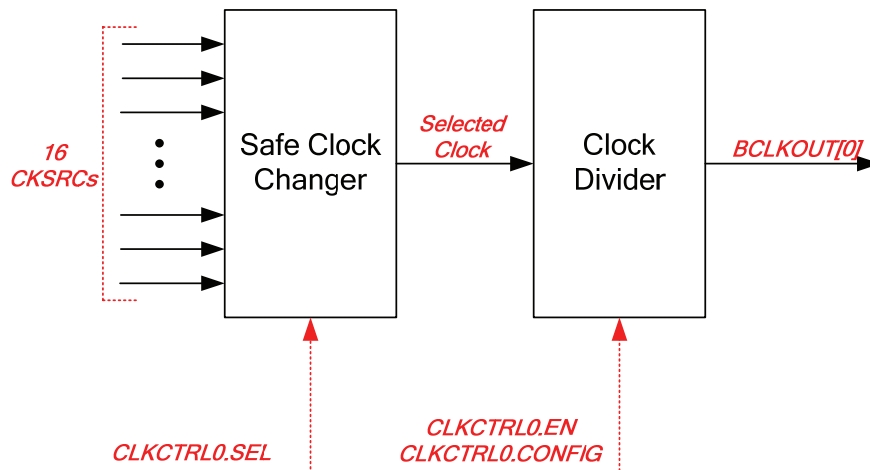 16
CKSRCs
Safe Clock
Changer
Selected
Clock
Clock
Divider
BCLKOUT[0]
CLKCTRL0.SEL
CLKCTRL0.EN
CLKCTRL0.CONFIG